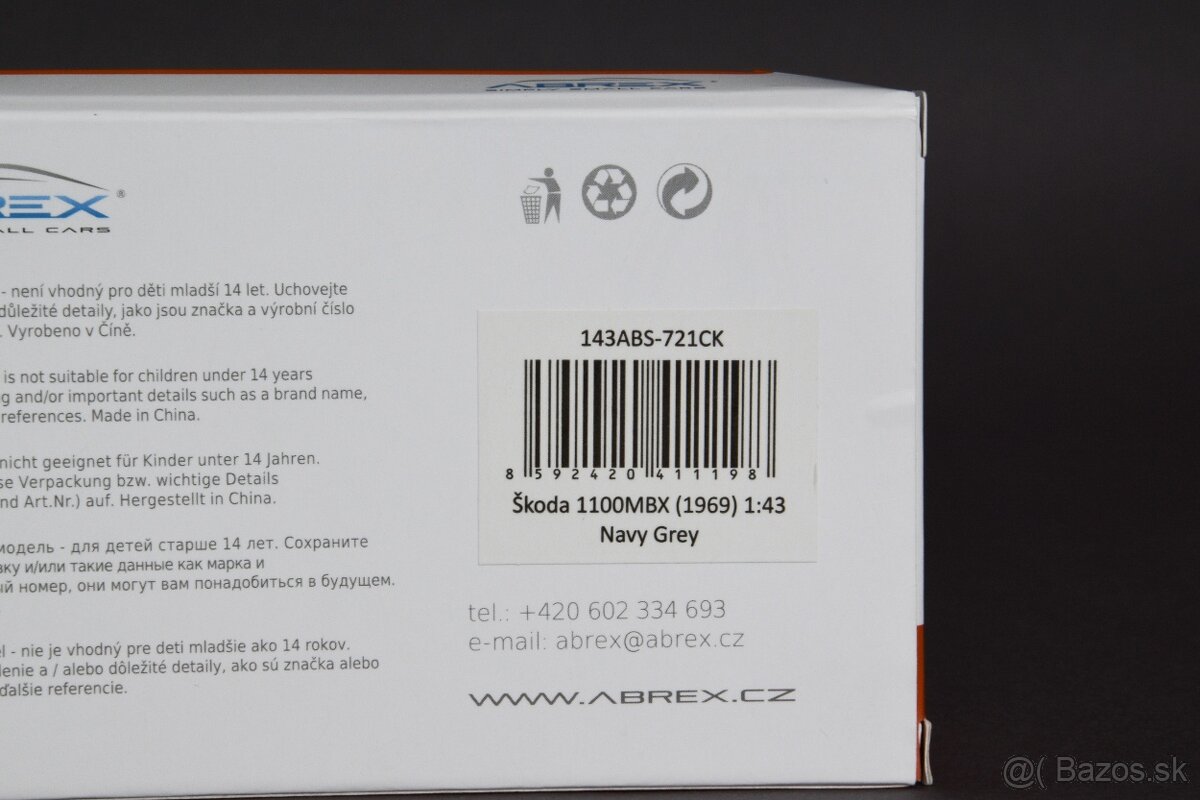 ABREX
SIMPLY SMALL CARS
REX®
ALL CARS
- není vhodný pro děti mladší 14 let. Uchovejte
důležité detaily, jako jsou značka a výrobní číslo
. Vyrobeno v Číně.
is not suitable for children under 14 years
g and/or important details such as a brand name,
references. Made in China.
nicht geeignet für Kinder unter 14 Jahren.
se Verpackung bzw. wichtige Details
nd Art.Nr.) auf. Hergestellt in China.
модель - для детей старше 14 лет. Сохраните
вку и/или такие данные как марка и
ый номер, они могут вам понадобиться в будущем.
el - nie je vhodný pre deti mladšie ako 14 rokov.
lenie a / alebo dôležité detaily, ako sú značka alebo
ďalšie referencie.
143ABS-721CK
8 592420 411198
Škoda 1100MBX (1969) 1:43
Navy Grey
tel.: +420 602 334 693
e-mail: abrex@abrex.cz
WWW.ABREX.CZ
@( Bazos.sk